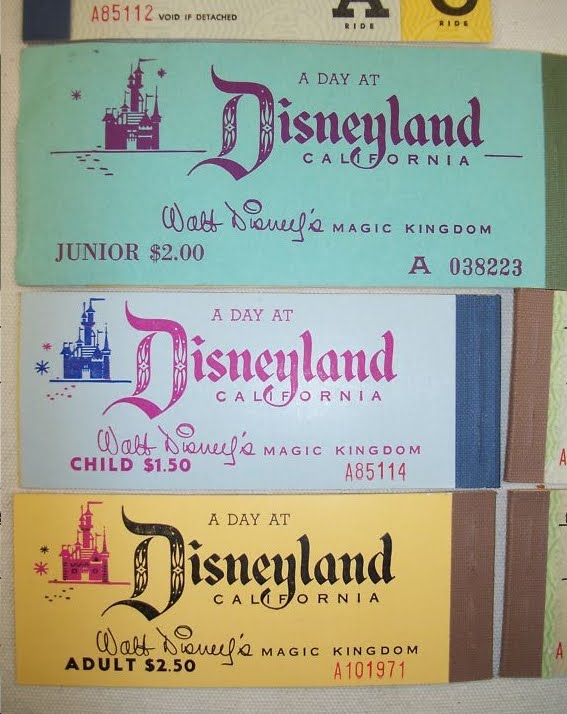 A85112 VOID IF DETACHED
A
RIDE
RIDE
A DAY AT
Disneyland
CALIFORNIA
Walt Disney's MAGIC KINGDOM
JUNIOR $2.00
A 038223
A DAY AT
Disneyland
CALIFORNIA
Walt Disney's MAGIC KINGDOM
CHILD $1.50
A85114
A
A DAY AT
Disneyland
CALIFORNIA
Walt Disney's MAGIC KINGDOM
ADULT $2.50
A101971
A